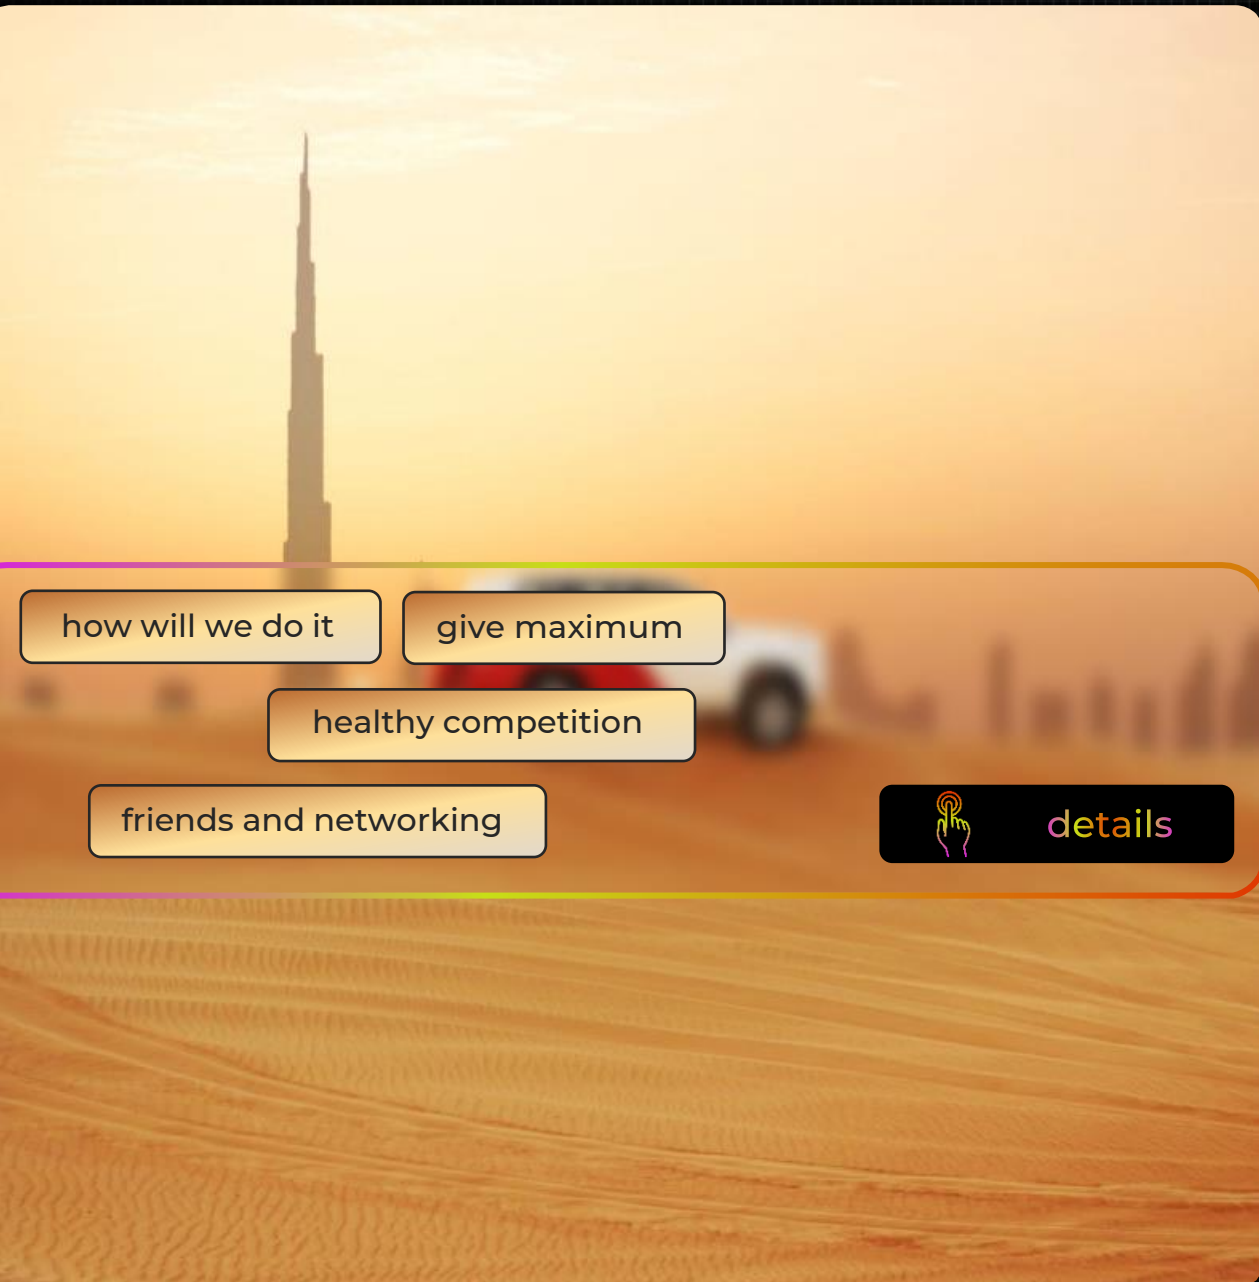 how will we do it
give maximum
healthy competition
friends and networking
details